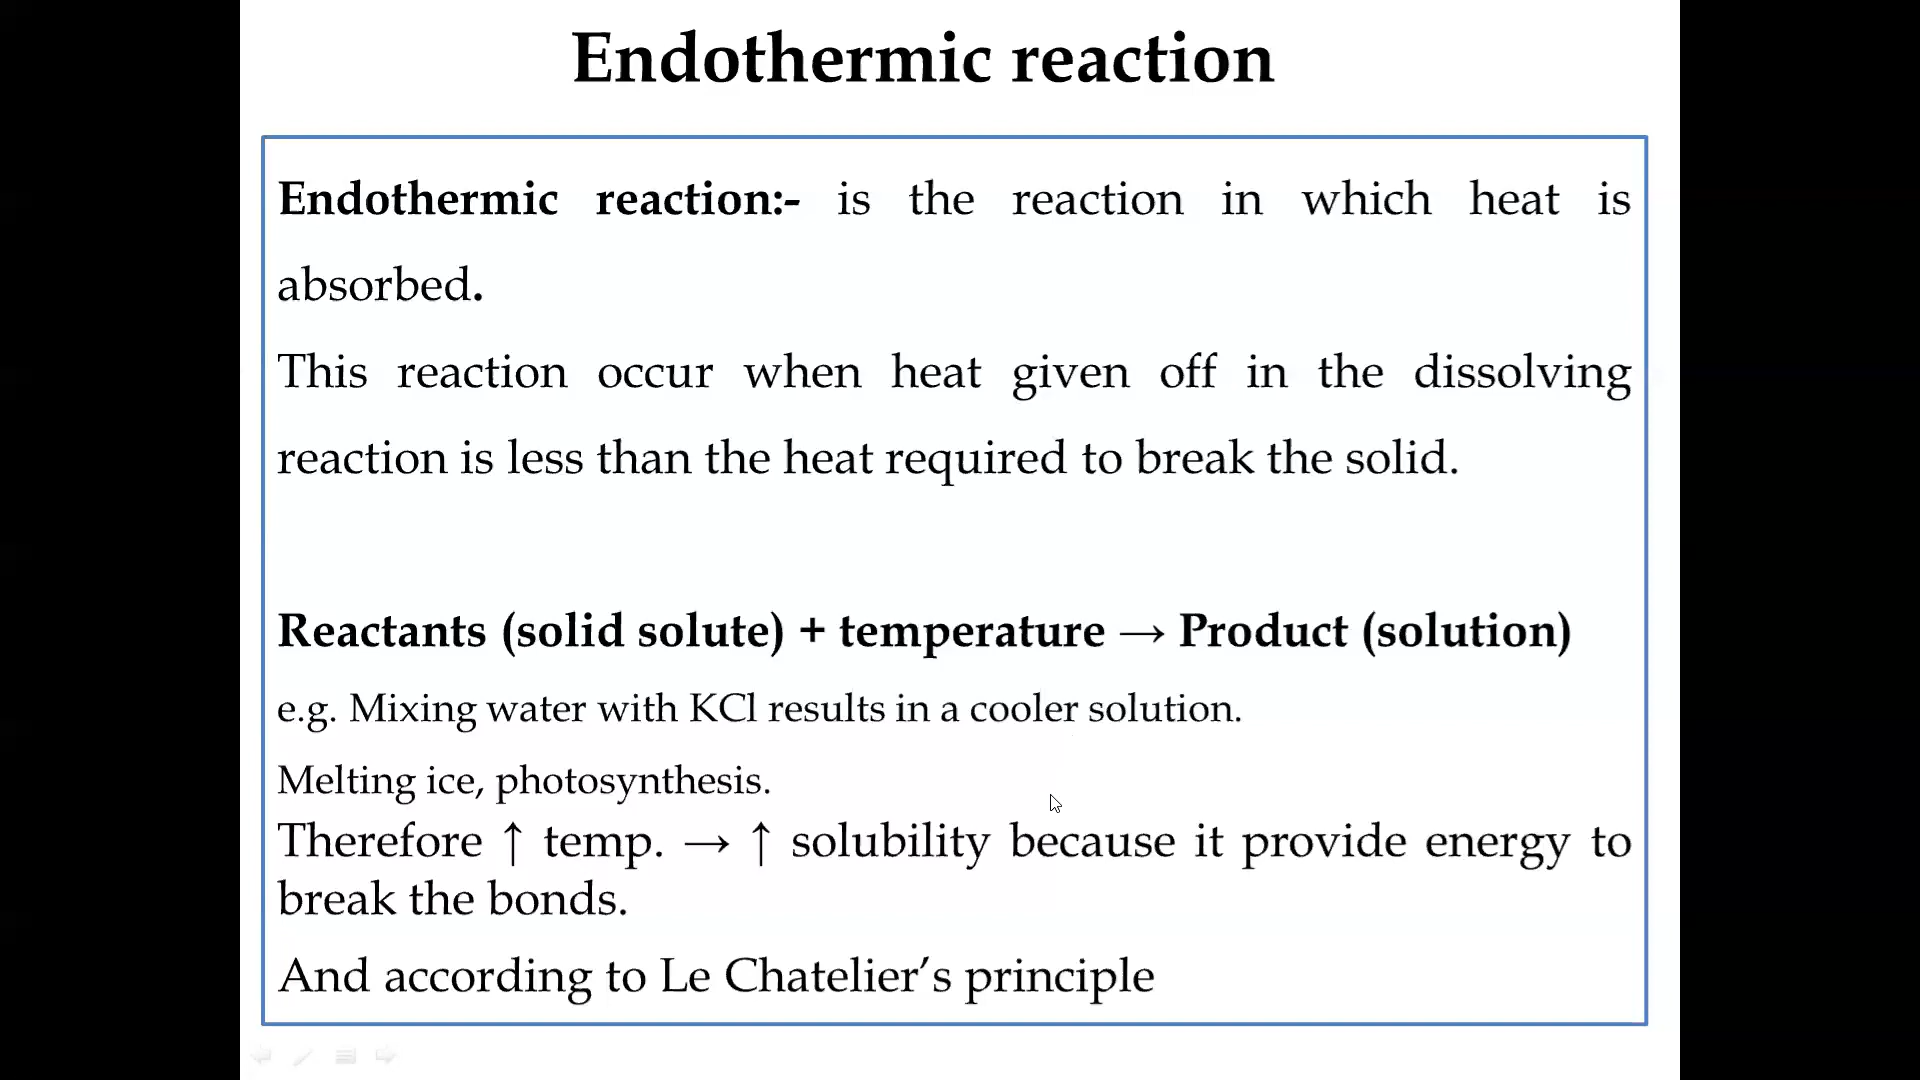 Endothermic reaction
Endothermic reaction:- is the reaction in which heat is
absorbed.
This reaction occur when heat given off in the dissolving
reaction is less than the heat required to break the solid.
Reactants (solid solute) + temperature → Product (solution)
e.g. Mixing water with KCl results in a cooler solution.
Melting ice, photosynthesis.
Therefore ↑ temp. → ↑ solubility because it provide energy to
break the bonds.
And according to Le Chatelier’s principle